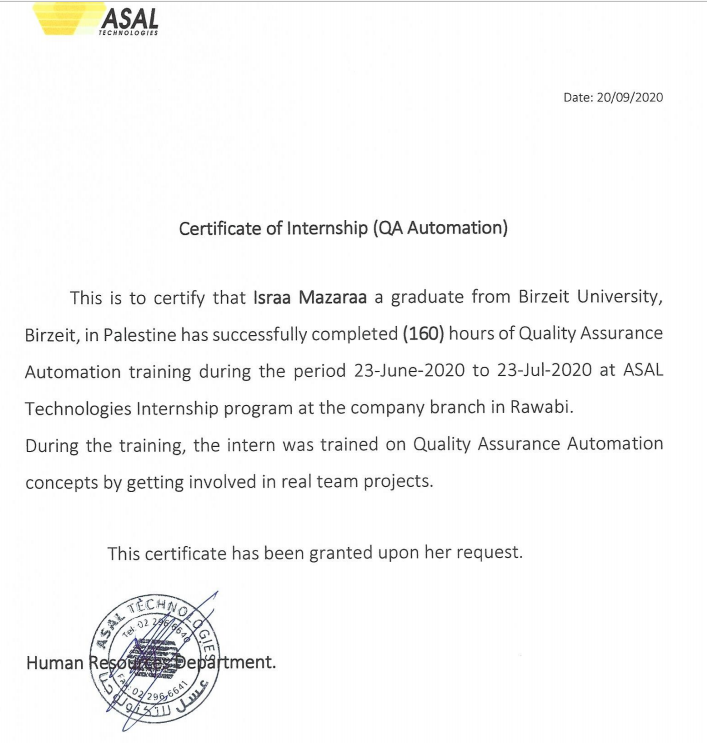 ASAL
TECHNOLOGIES
Date: 20/09/2020
Certificate of Internship (QA Automation)
This is to certify that Israa Mazaraa a graduate from Birzeit University,
Birzeit, in Palestine has successfully completed (160) hours of Quality Assurance
Automation training during the period 23-June-2020 to 23-Jul-2020 at ASAL
Technologies Internship program at the company branch in Rawabi.
During the training, the intern was trained on Quality Assurance Automation
concepts by getting involved in real team projects.
This certificate has been granted upon her request.
ASAL TECHNOLOGIES
Tel: 02 296 6640
Human Resources Department.
Fax: 02 296 6641
عسل للتكنولوجيا